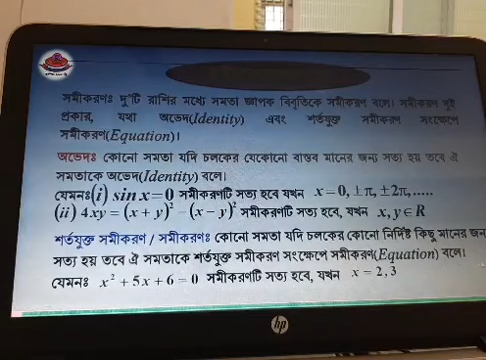 সমীকরণঃ দু'টি রাশির মধ্যে সমতা জ্ঞাপক বিবৃতিকে সমীকরণ বলে। সমীকরণ দুই
প্রকার, যথা অভেদ(Identity) এবং শর্তযুক্ত সমীকরণ সংক্ষেপে
সমীকরণ(Equation)।
অভেদঃ কোনো সমতা যদি চলকের যেকোনো বাস্তব মানের জন্য সত্য হয় তবে ঐ
সমতাকে অভেদ(Identity) বলে।
যেমনঃ(i) sin x=0 সমীকরণটি সত্য হবে যখন x=0, ±π, ±2π,.....
(ii) 4xy = (x+y)² −(x−y)² সমীকরণটি সত্য হবে, যখন x, y ∈ R
শর্তযুক্ত সমীকরণ / সমীকরণঃ কোনো সমতা যদি চলকের কোনো নির্দিষ্ট কিছু মানের জন
সত্য হয় তবে ঐ সমতাকে শর্তযুক্ত সমীকরণ সংক্ষেপে সমীকরণ(Equation) বলে।
যেমনঃ x² +5x+6=0 সমীকরণটি সত্য হবে, যখন x=2,3
hp